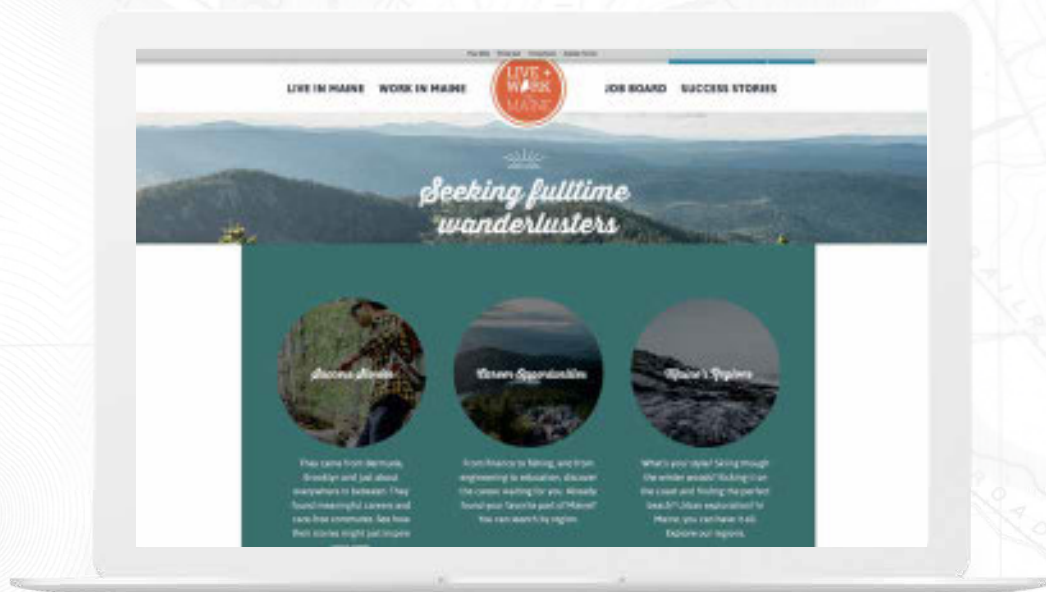 LIVE IN MAINE WORK IN MAINE
LIVE +
WORK
IN
MAINE
JOB BOARD SUCCESS STORIES
Seeking fulltime
wanderlusters
Success Stories
Career Opportunities
Maine's Regions
They came from Bermuda,
Brooklyn and just about
everywhere in between. They
found meaningful careers and
care-free commutes. See how
their stories might just inspire
From finance to fishing, and from
engineering to education, discover
the career waiting for you. Already
found your favorite part of Maine?
You can search by region.
What's your style? Skiing though
the winter woods? Kicking it on
the coast and finding the perfect
beach? Urban exploration? In
Maine, you can have it all.
Explore our regions.
ROAD